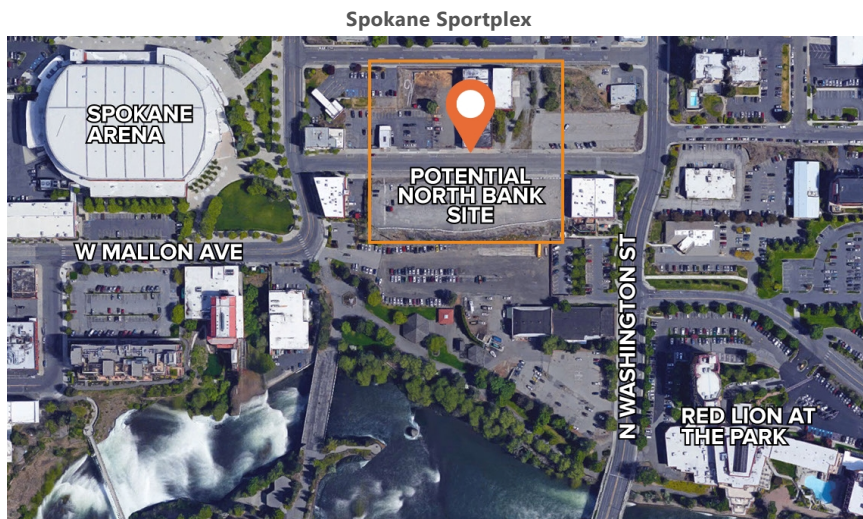 Spokane Sportplex
SPOKANE
ARENA
POTENTIAL
NORTH BANK
SITE
W MALLON AVE
N WASHINGTON ST
RED LION AT
THE PARK